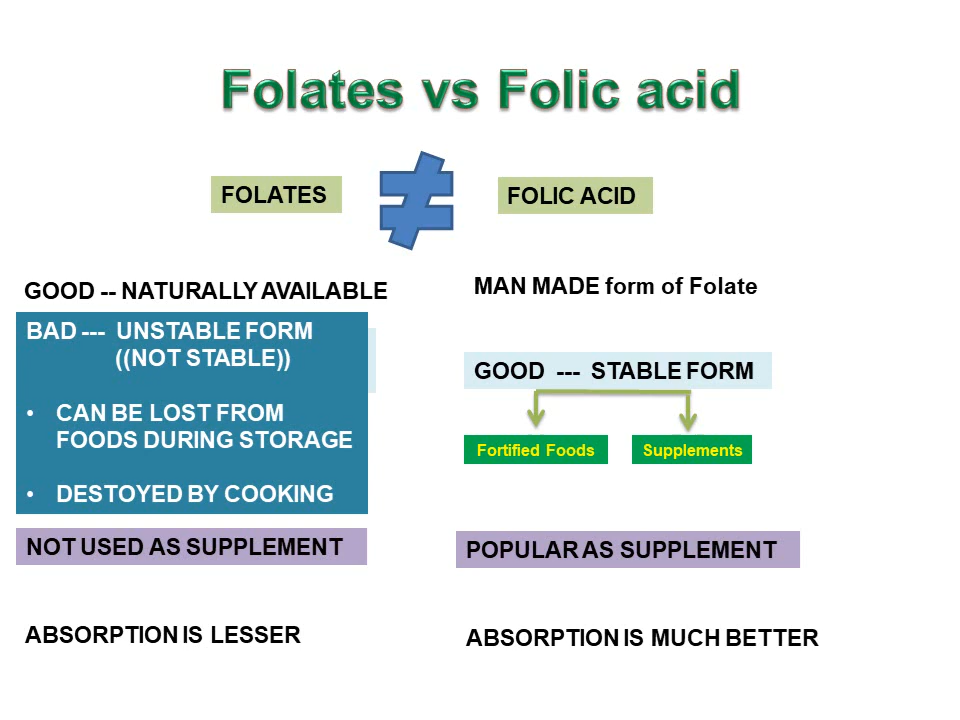 Folates vs Folic acid
FOLATES
FOLIC ACID
GOOD -- NATURALLY AVAILABLE
BAD --- UNSTABLE FORM
((NOT STABLE))
• CAN BE LOST FROM
FOODS DURING STORAGE
• DESTOYED BY COOKING
NOT USED AS SUPPLEMENT
ABSORPTION IS LESSER
MAN MADE form of Folate
GOOD --- STABLE FORM
Fortified Foods
Supplements
POPULAR AS SUPPLEMENT
ABSORPTION IS MUCH BETTER